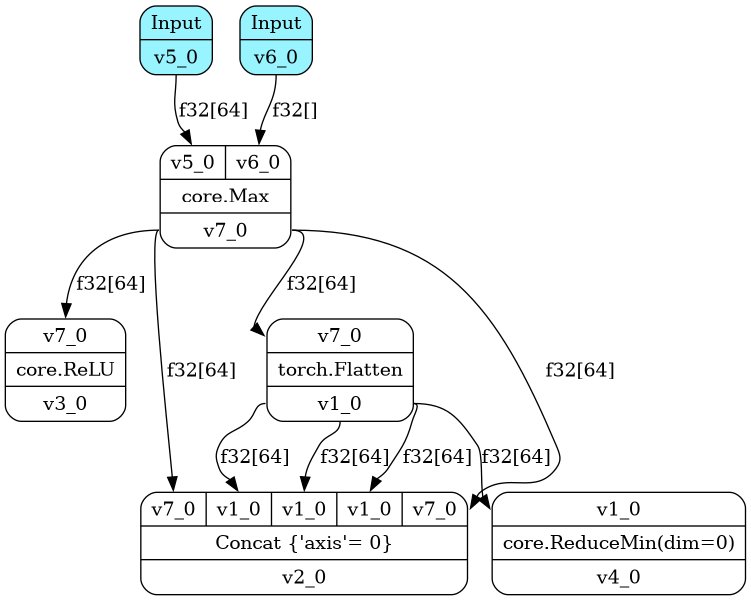 Input
v5_0
Input
v6_0
f32[64]
f32[]
v5_0
v6_0
core.Max
v7_0
f32[64]
f32[64]
f32[64]
f32[64]
v7_0
core.ReLU
v3_0
v7_0
torch.Flatten
v1_0
f32[64]
f32[64]
f32[64]
f32[64]
v7_0
v1_0
v1_0
v1_0
v7_0
Concat {'axis'= 0}
v2_0
v1_0
core.ReduceMin(dim=0)
v4_0